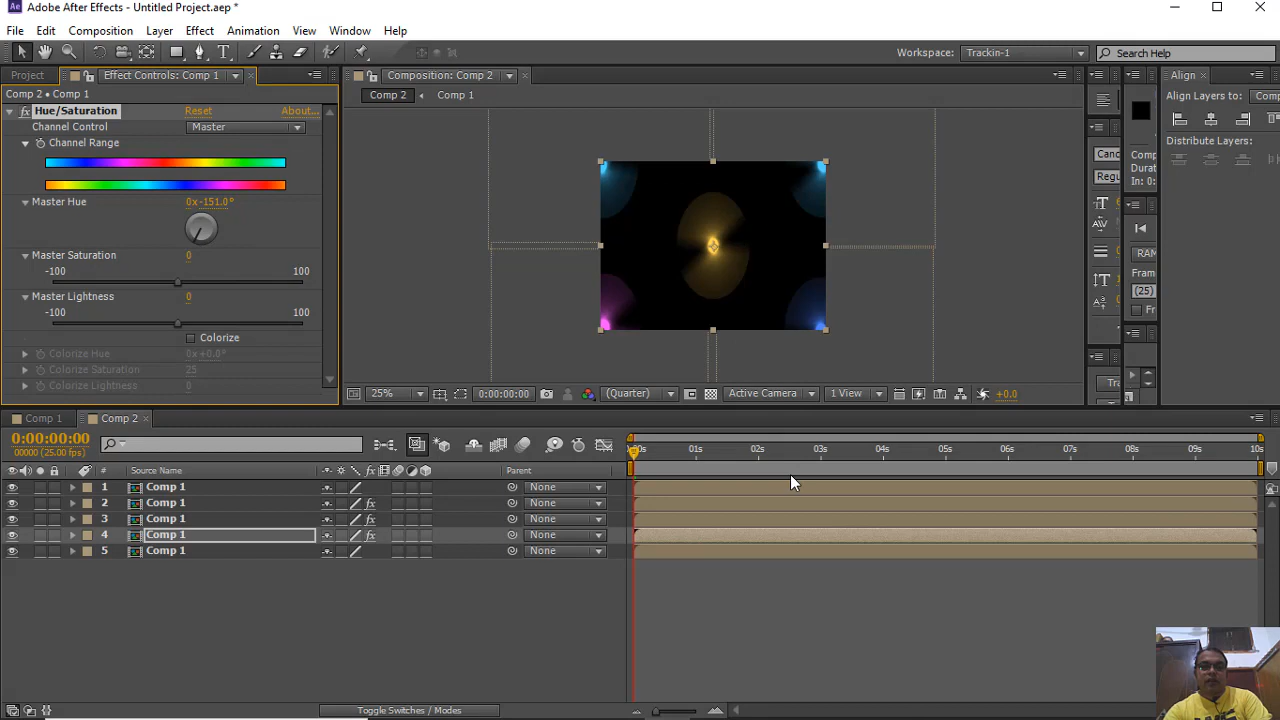 Adobe After Effects - Untitled Project.aep *
File Edit Composition Layer Effect Animation View Window Help
Workspace: Trackin-1 Search Help
Project Effect Controls: Comp 1 Composition: Comp 2 Align
Comp 2 • Comp 1
Comp 2 Comp 1
Align Layers to: Comp
Hue/Saturation Reset About...
Channel Control Master
Channel Range
Master Hue 0x-151.0°
Master Saturation 0
-100 100
Master Lightness 0
-100 100
Colorize
Colorize Hue 0x+0.0°
Colorize Saturation 25
Colorize Lightness 0
Distribute Layers:
Cand
Regu
Comp
Durat
In: 0:
RAM
Fram
(25)
Fr
Tra
25% 0:00:00:00 (Quarter) Active Camera 1 View +0.0
Comp 1 Comp 2
0:00:00:00
00000 (25.00 fps)
:00s 01s 02s 03s 04s 05s 06s 07s 08s 09s 10s
# Source Name fx Parent
1 Comp 1 None
2 Comp 1 fx None
3 Comp 1 None
4 Comp 1 fx None
5 Comp 1 None
Toggle Switches / Modes